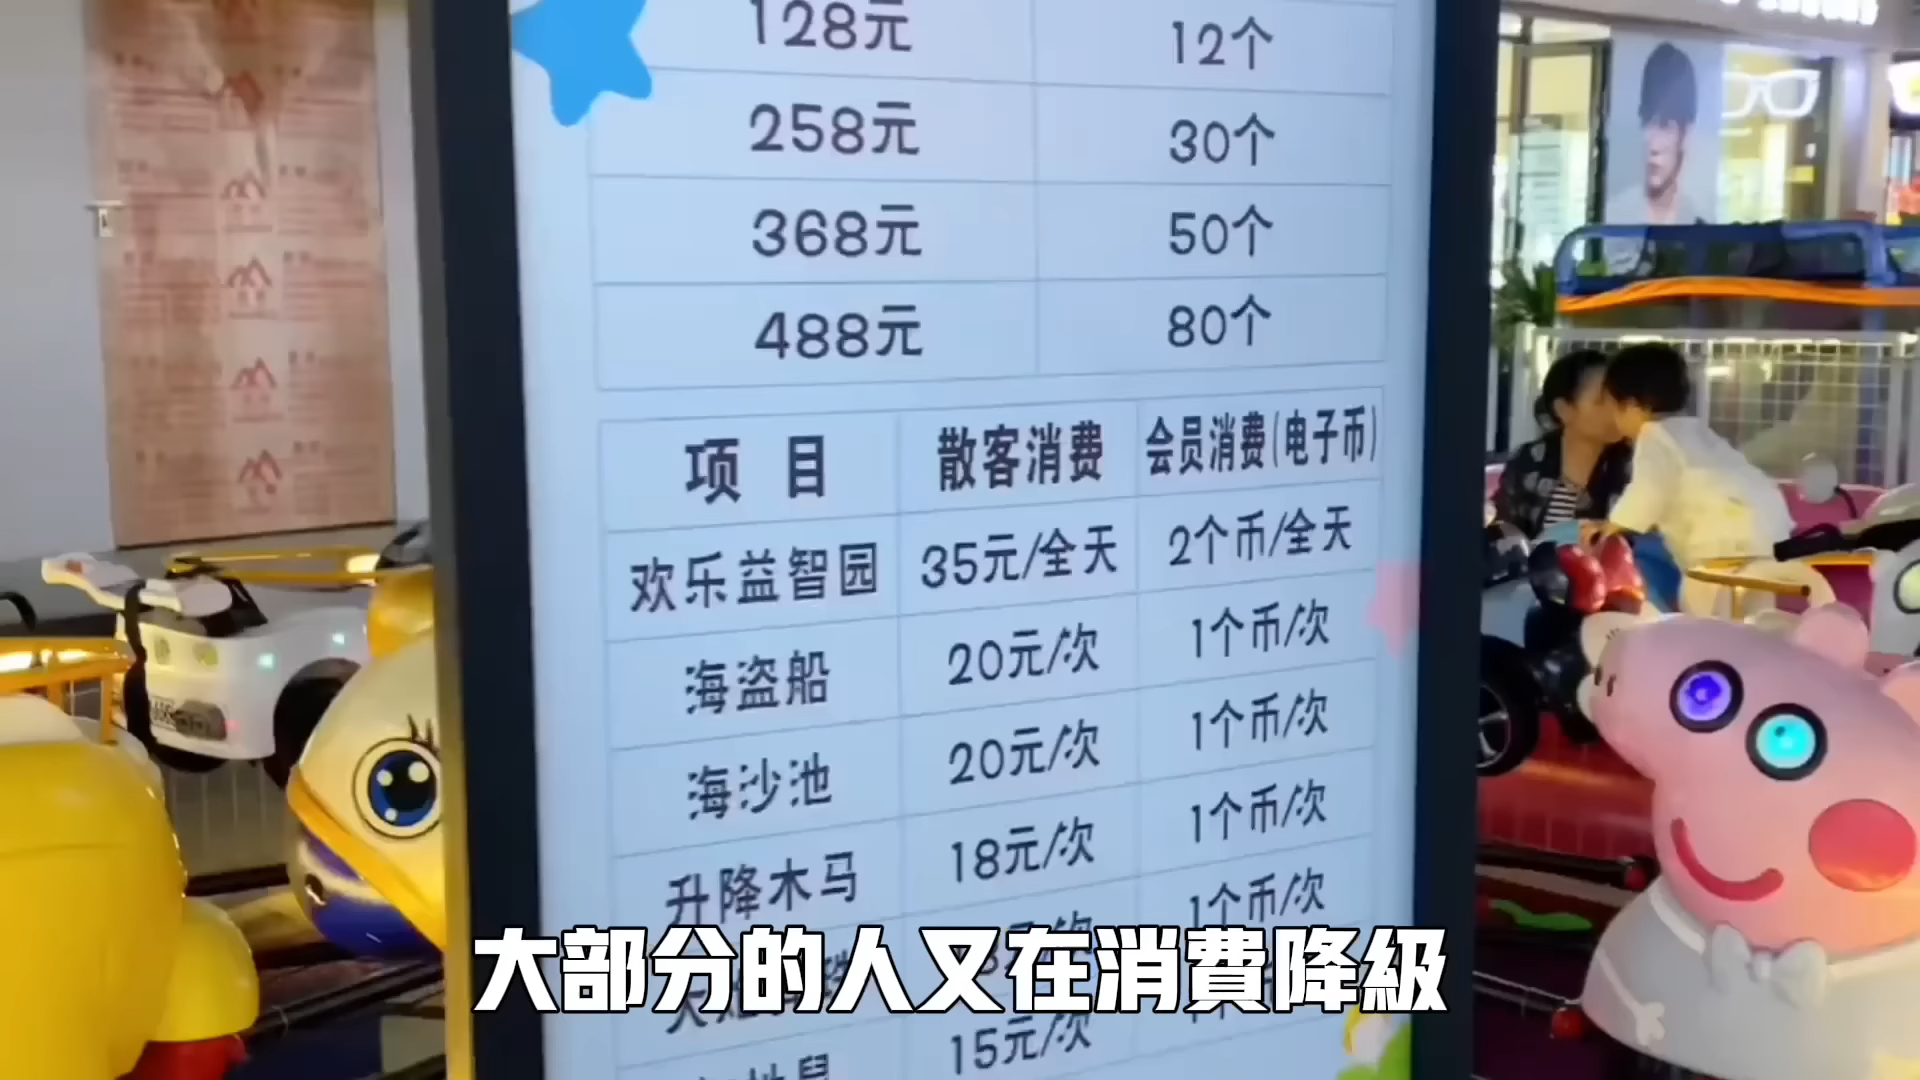 128元 12个
258元 30个
368元 50个
488元 80个
项 目 散客消费 会员消费(电子币)
欢乐益智园 35元/全天 2个币/全天
海盗船 20元/次 1个币/次
海沙池 20元/次 1个币/次
升降木马 18元/次 1个币/次
1个币/次
大部分的人又在消費降級
15元/次